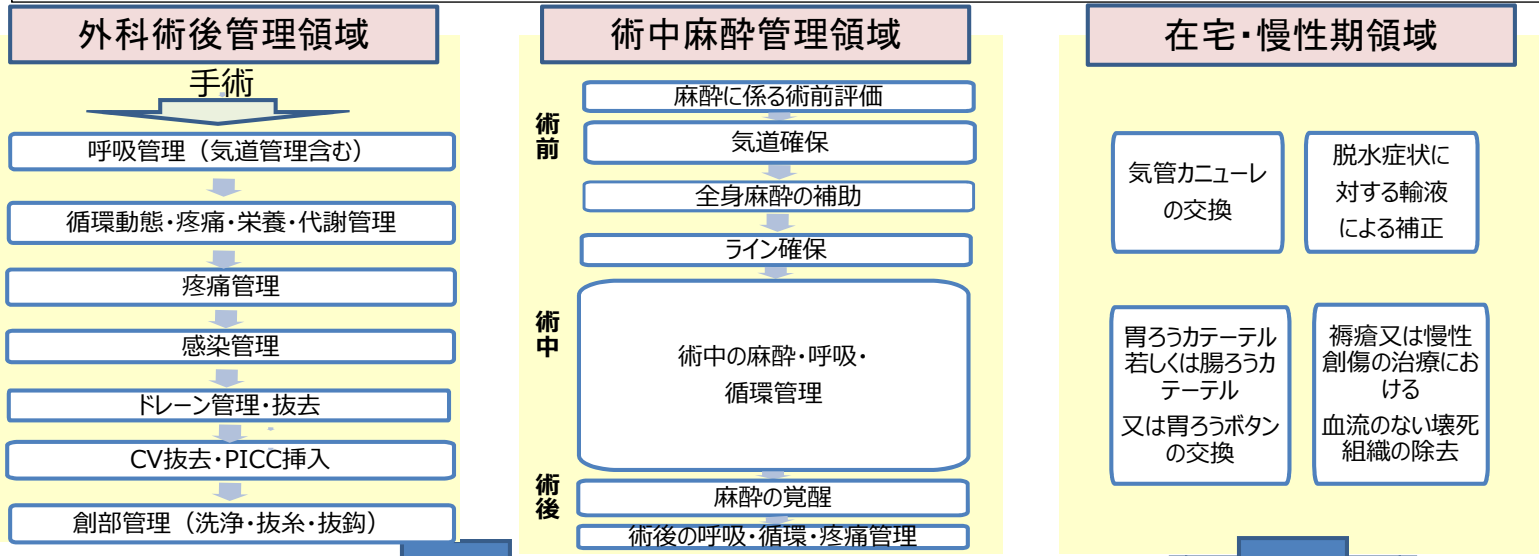 外科術後管理領域
手術
呼吸管理（気道管理含む）
循環動態・疼痛・栄養・代謝管理
疼痛管理
感染管理
ドレーン管理・抜去
CV抜去・PICC挿入
創部管理（洗浄・抜糸・抜鈎）
術中麻酔管理領域
術前
麻酔に係る術前評価
気道確保
全身麻酔の補助
ライン確保
術中
術中の麻酔・呼吸・
循環管理
術後
麻酔の覚醒
術後の呼吸・循環・疼痛管理
在宅・慢性期領域
気管カニューレ
の交換
脱水症状に
対する輸液
による補正
胃ろうカテーテル
若しくは腸ろうカ
テーテル
又は胃ろうボタン
の交換
褥瘡又は慢性
創傷の治療にお
ける
血流のない壊死
組織の除去